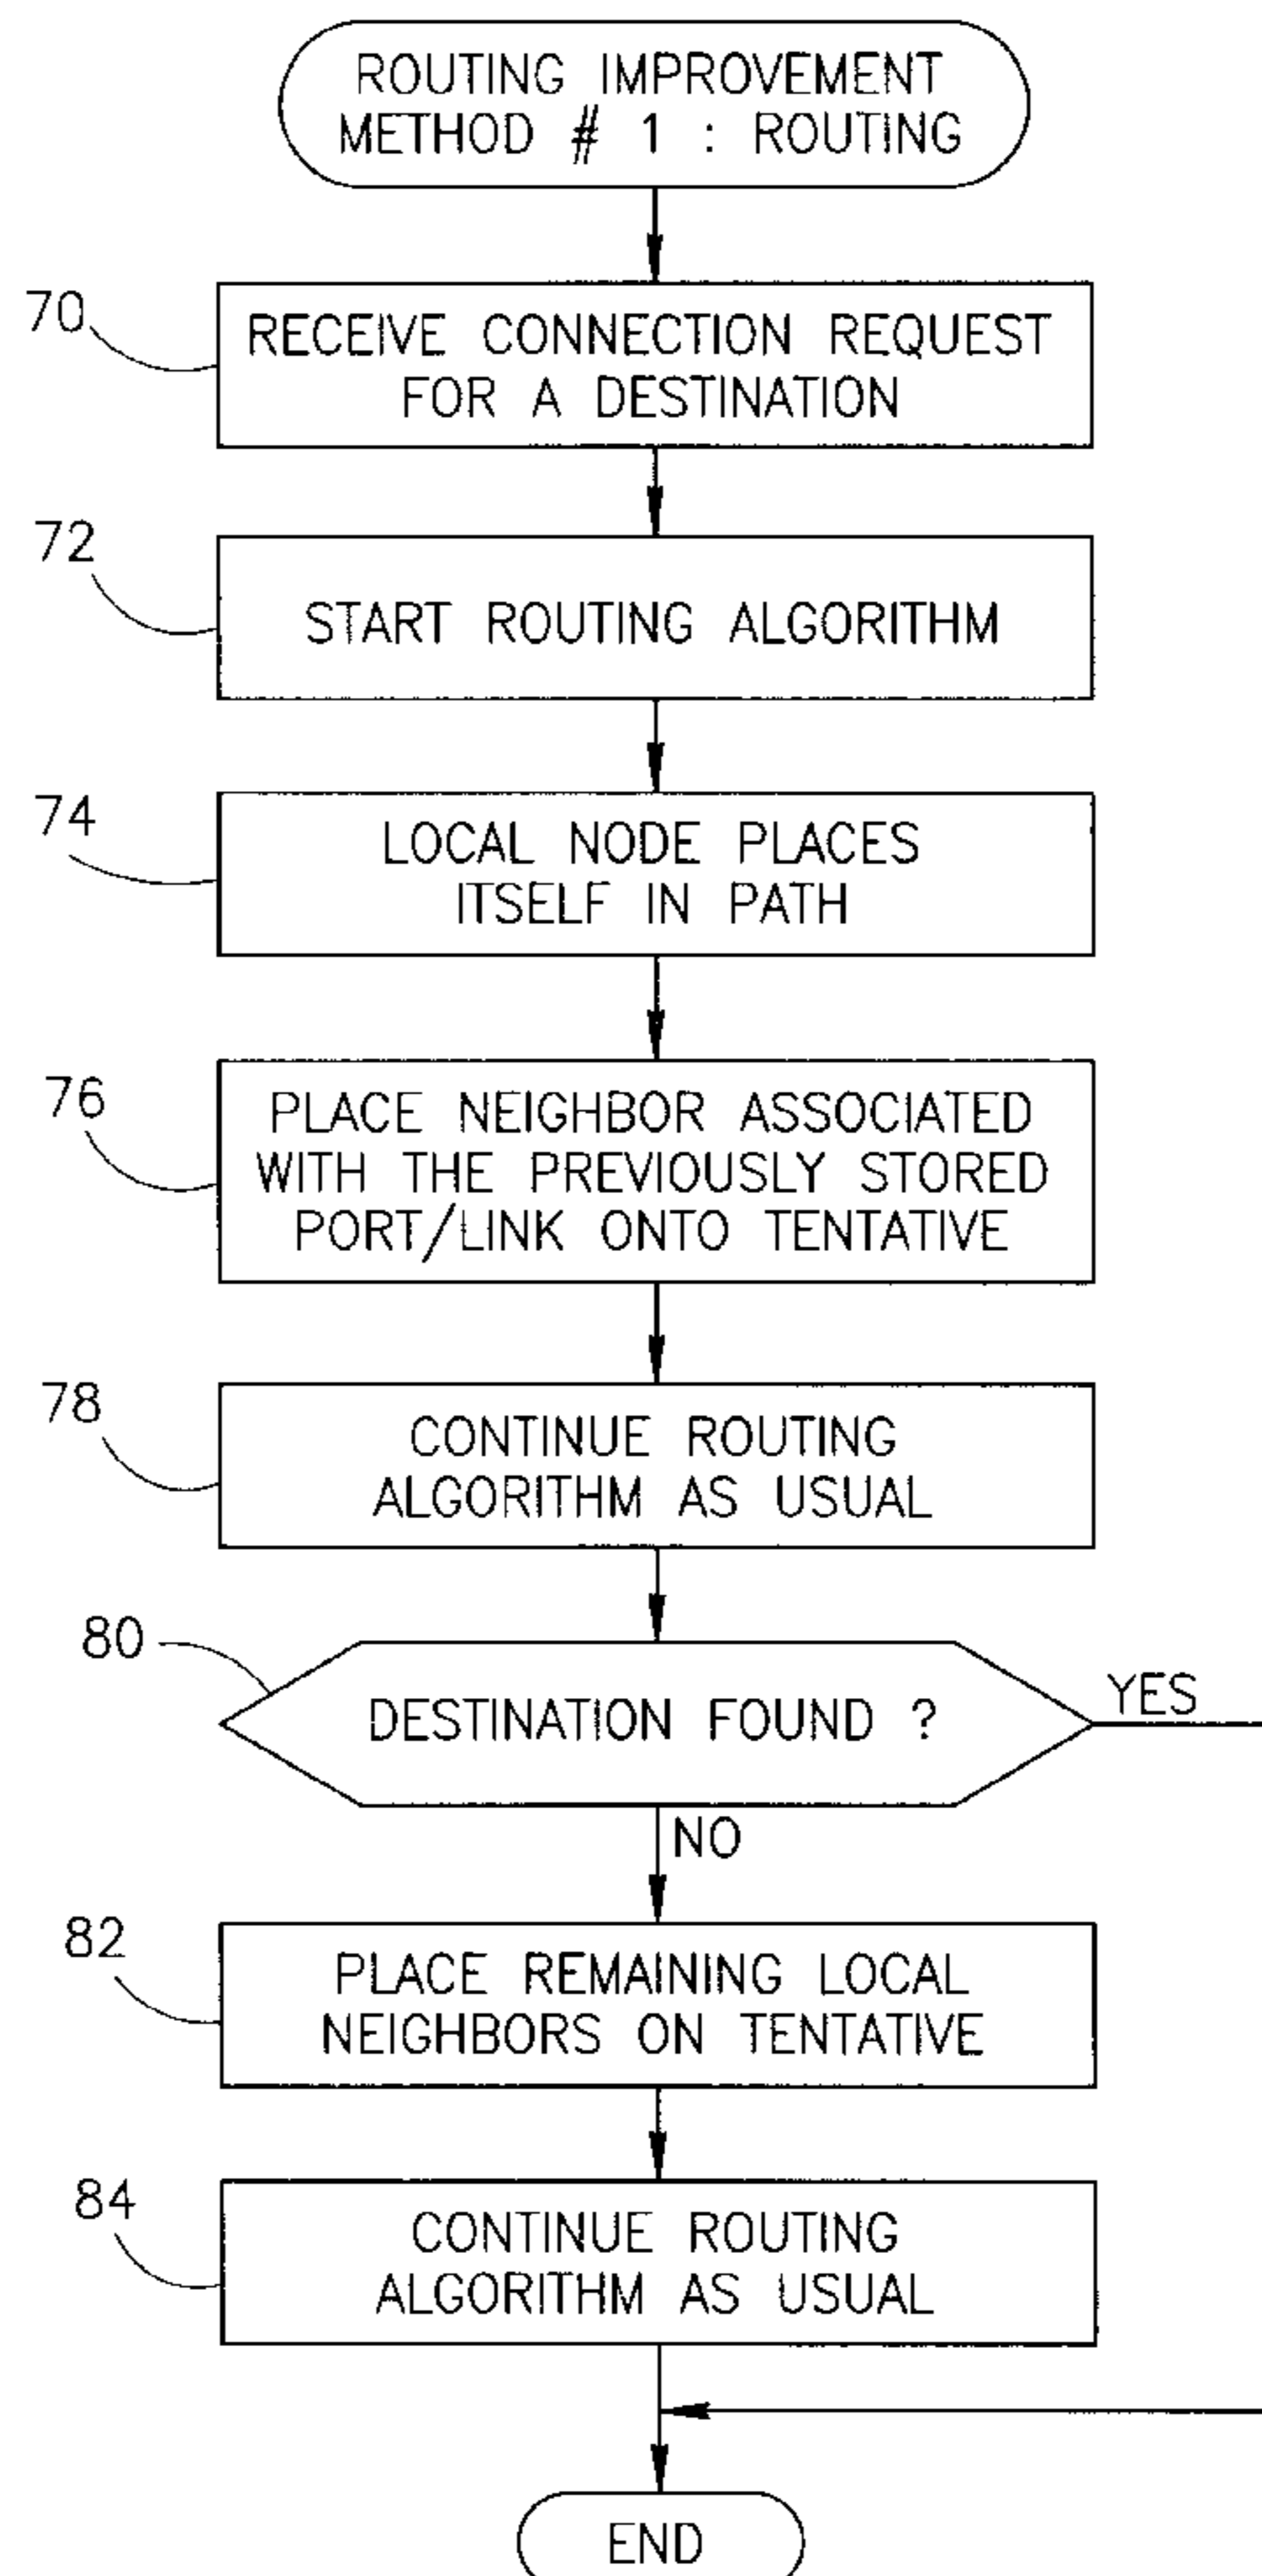 ROUTING IMPROVEMENT
METHOD # 1 : ROUTING
70
RECEIVE CONNECTION REQUEST
FOR A DESTINATION
72
START ROUTING ALGORITHM
74
LOCAL NODE PLACES
ITSELF IN PATH
76
PLACE NEIGHBOR ASSOCIATED
WITH THE PREVIOUSLY STORED
PORT/LINK ONTO TENTATIVE
78
CONTINUE ROUTING
ALGORITHM AS USUAL
80
DESTINATION FOUND ?
YES
NO
82
PLACE REMAINING LOCAL
NEIGHBORS ON TENTATIVE
84
CONTINUE ROUTING
ALGORITHM AS USUAL
END